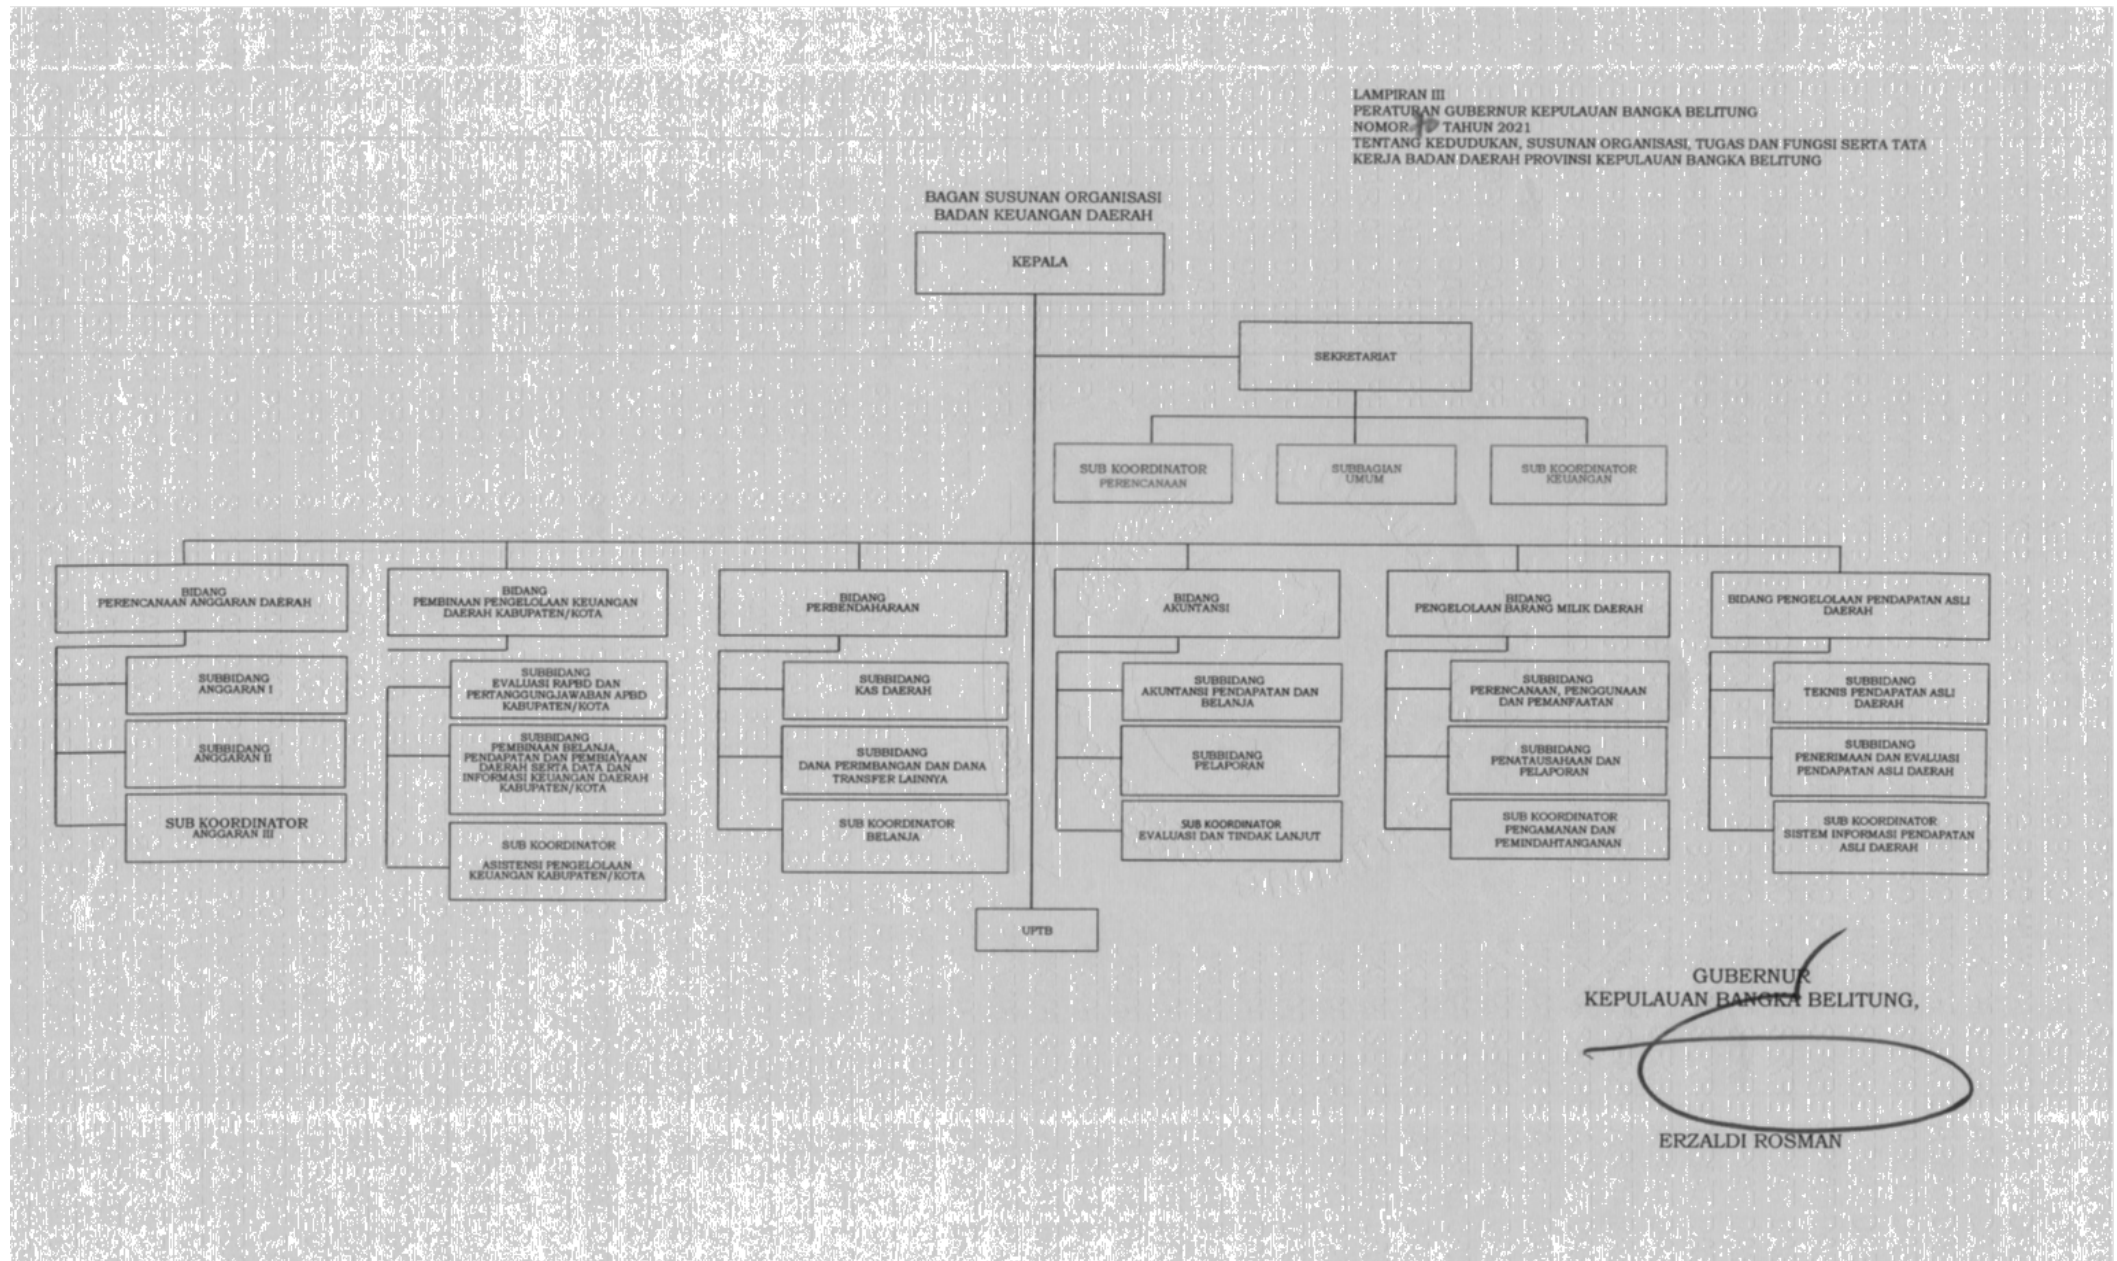 LAMPIRAN III
PERATURAN GUBERNUR KEPULAUAN BANGKA BELITUNG
NOMOR TAHUN 2021
TENTANG KEDUDUKAN, SUSUNAN ORGANISASI, TUGAS DAN FUNGSI SERTA TATA
KERJA BADAN DAERAH PROVINSI KEPULAUAN BANGKA BELITUNG
BAGAN SUSUNAN ORGANISASI
BADAN KEUANGAN DAERAH
KEPALA
SEKRETARIAT
SUB KOORDINATOR
PERENCANAAN
SUBBAGIAN
UMUM
SUB KOORDINATOR
KEUANGAN
BIDANG
PERENCANAAN ANGGARAN DAERAH
SUBBIDANG
ANGGARAN I
SUBBIDANG
ANGGARAN II
SUB KOORDINATOR
ANGGARAN III
BIDANG
PEMBINAAN PENGELOLAAN KEUANGAN
DAERAH KABUPATEN/KOTA
SUBBIDANG
EVALUASI RAPBD DAN
PERTANGGUNGJAWABAN APBD
KABUPATEN/KOTA
SUBBIDANG
PEMBINAAN BELANJA,
PENDAPATAN DAN PEMBIAYAAN
DAERAH SERTA DATA DAN
INFORMASI KEUANGAN DAERAH
KABUPATEN/KOTA
SUB KOORDINATOR
ASISTENSI PENGELOLAAN
KEUANGAN KABUPATEN/KOTA
BIDANG
PERBENDAHARAAN
SUBBIDANG
KAS DAERAH
SUBBIDANG
DANA PERIMBANGAN DAN DANA
TRANSFER LAINNYA
SUB KOORDINATOR
BELANJA
BIDANG
AKUNTANSI
SUBBIDANG
AKUNTANSI PENDAPATAN DAN
BELANJA
SUBBIDANG
PELAPORAN
SUB KOORDINATOR
EVALUASI DAN TINDAK LANJUT
BIDANG
PENGELOLAAN BARANG MILIK DAERAH
SUBBIDANG
PERENCANAAN, PENGGUNAAN
DAN PEMANFAATAN
SUBBIDANG
PENATAUSAHAAN DAN
PELAPORAN
SUB KOORDINATOR
PENGAMANAN DAN
PEMINDAHTANGANAN
BIDANG PENGELOLAAN PENDAPATAN ASLI
DAERAH
SUBBIDANG
TEKNIS PENDAPATAN ASLI
DAERAH
SUBBIDANG
PENERIMAAN DAN EVALUASI
PENDAPATAN ASLI DAERAH
SUB KOORDINATOR
SISTEM INFORMASI PENDAPATAN
ASLI DAERAH
UPTB
GUBERNUR
KEPULAUAN BANGKA BELITUNG,
ERZALDI ROSMAN